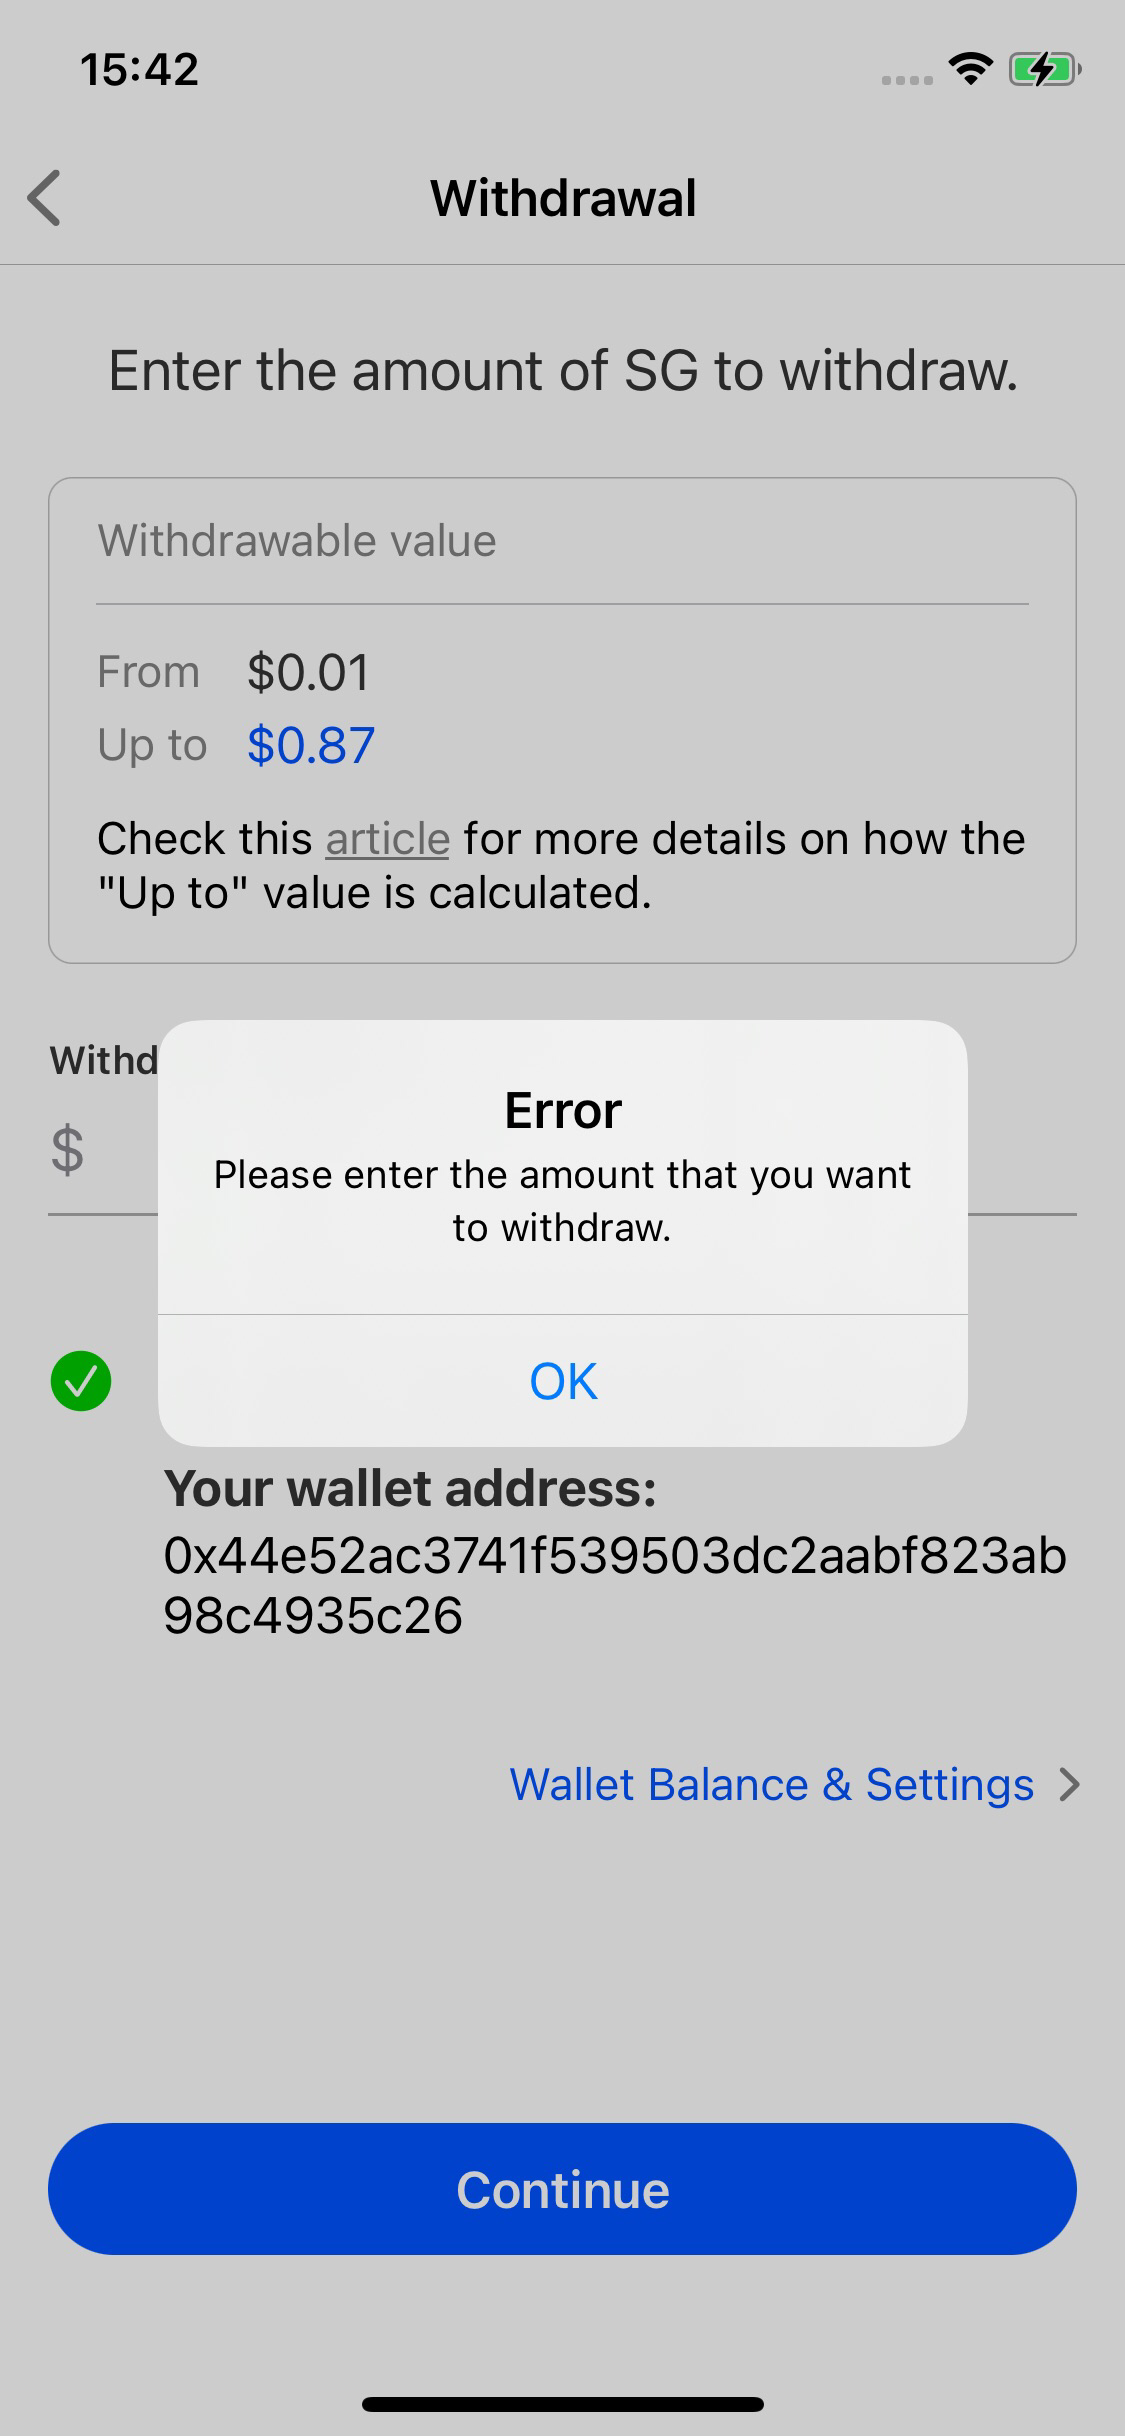 15:42
Withdrawal
Enter the amount of SG to withdraw.
Withdrawable value
From $0.01
Up to $0.87
Check this article for more details on how the
"Up to" value is calculated.
Withd
$
Error
Please enter the amount that you want
to withdraw.
OK
Your wallet address:
0x44e52ac3741f539503dc2aabf823ab
98c4935c26
Wallet Balance & Settings
Continue